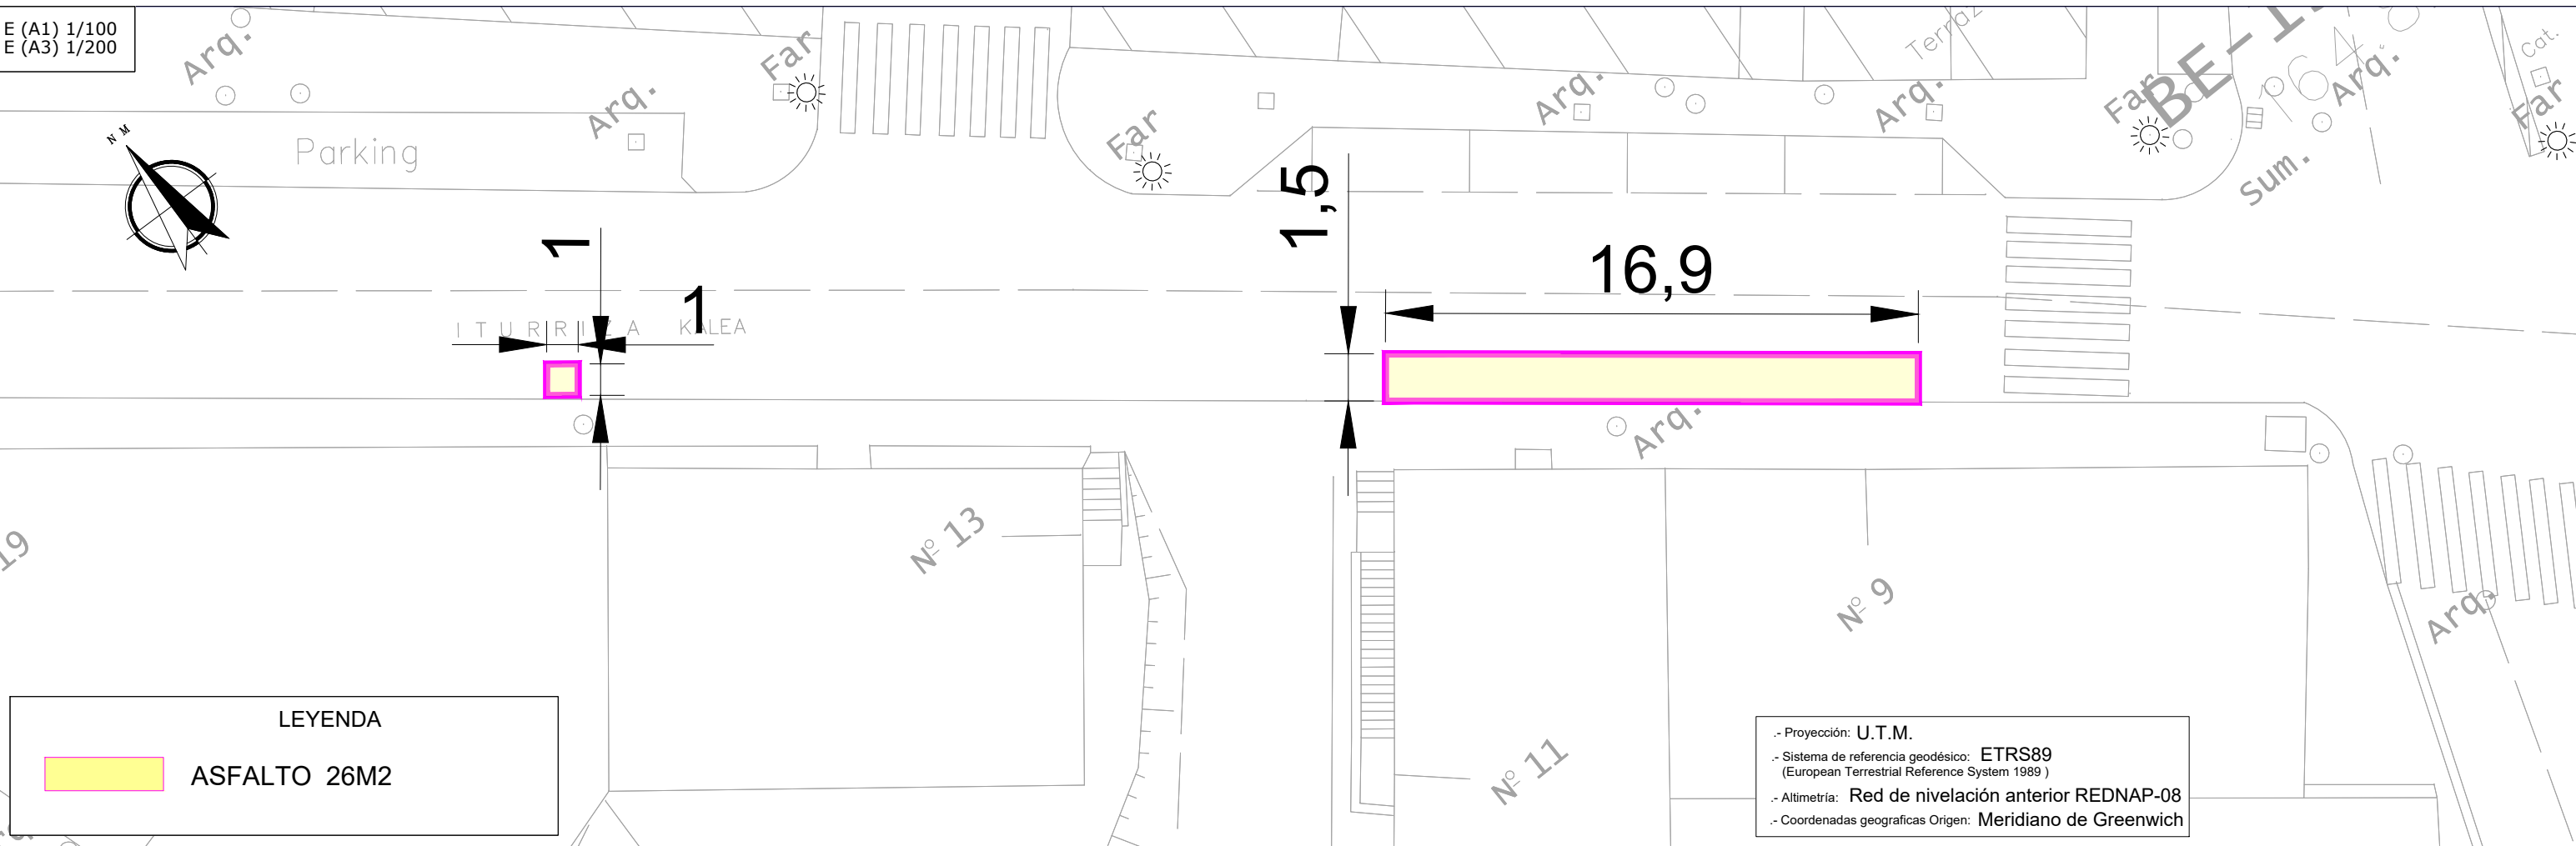 E (A1) 1/100
E (A3) 1/200
Arq.
Far
Terraz
Cat.
Arq.
Arq.
Arq.
Far
Arq.
Far
Far
N M
Parking
Sum.
1
1,5
16,9
1
ITURRIZA KALEA
Arq.
19
Nº 13
Nº 9
Arq.
Nº 11
LEYENDA
ASFALTO 26M2
.- Proyección: U.T.M.
.- Sistema de referencia geodésico: ETRS89
(European Terrestrial Reference System 1989 )
.- Altimetría: Red de nivelación anterior REDNAP-08
.- Coordenadas geograficas Origen: Meridiano de Greenwich